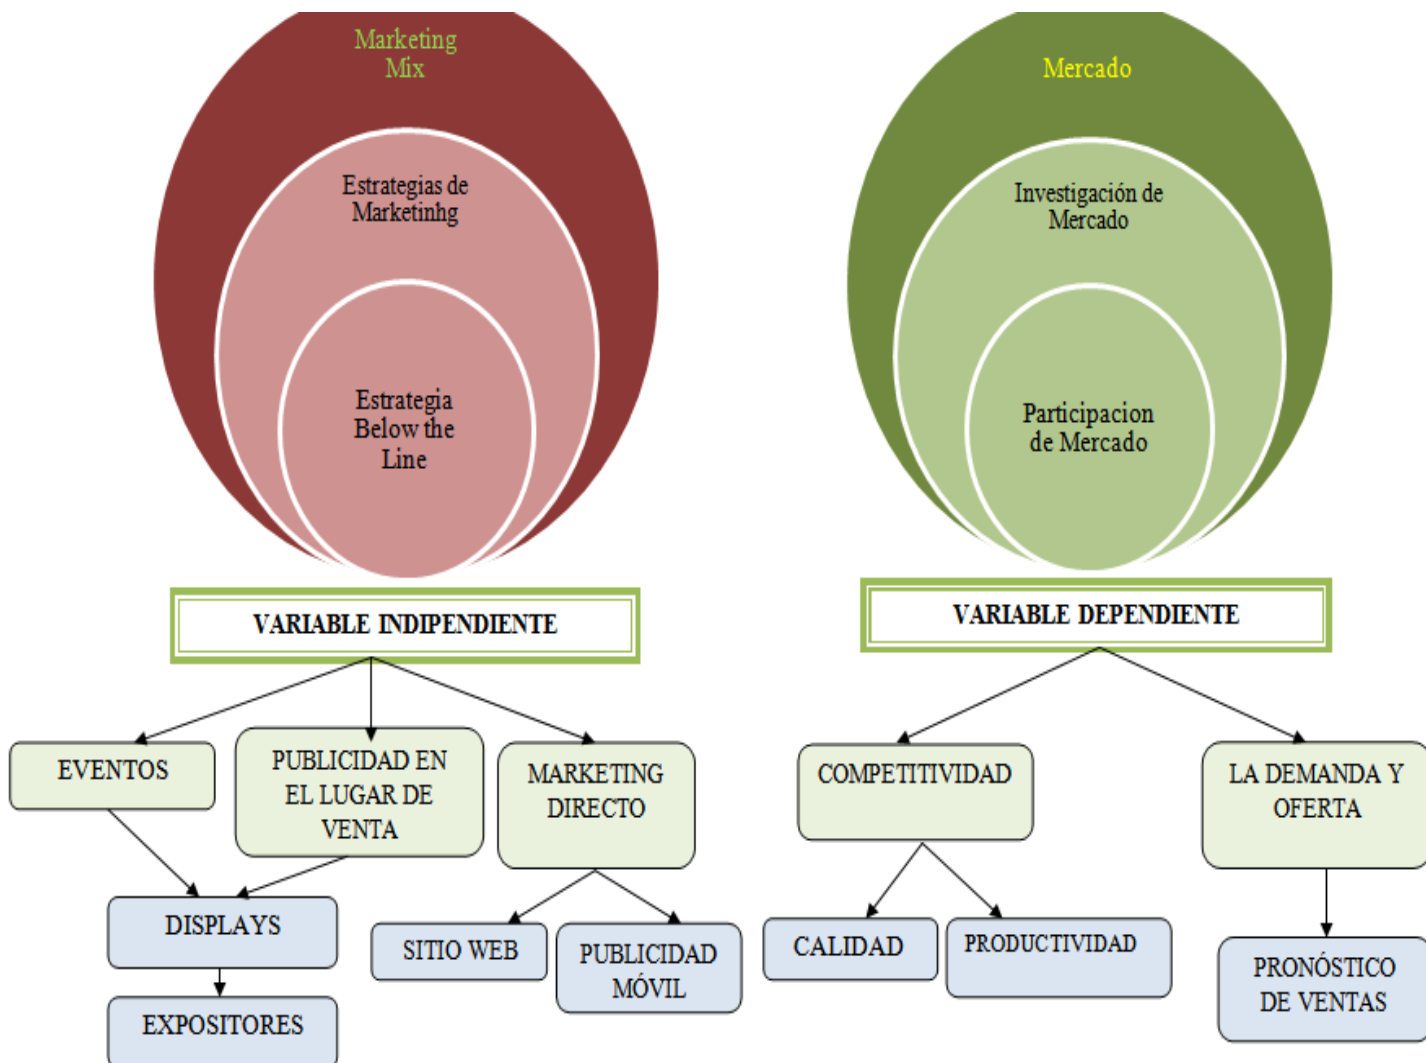 Marketing
Mix
Estrategias de
Marketinhg
Estrategia
Below the
Line
Mercado
Investigación de
Mercado
Participacion
de Mercado
VARIABLE INDIPENDIENTE
VARIABLE DEPENDIENTE
EVENTOS
PUBLICIDAD EN
EL LUGAR DE
VENTA
MARKETING
DIRECTO
COMPETITIVIDAD
LA DEMANDA Y
OFERTA
DISPLAYS
SITIO WEB
PUBLICIDAD
MÓVIL
CALIDAD
PRODUCTIVIDAD
PRONÓSTICO
DE VENTAS
EXPOSITORES